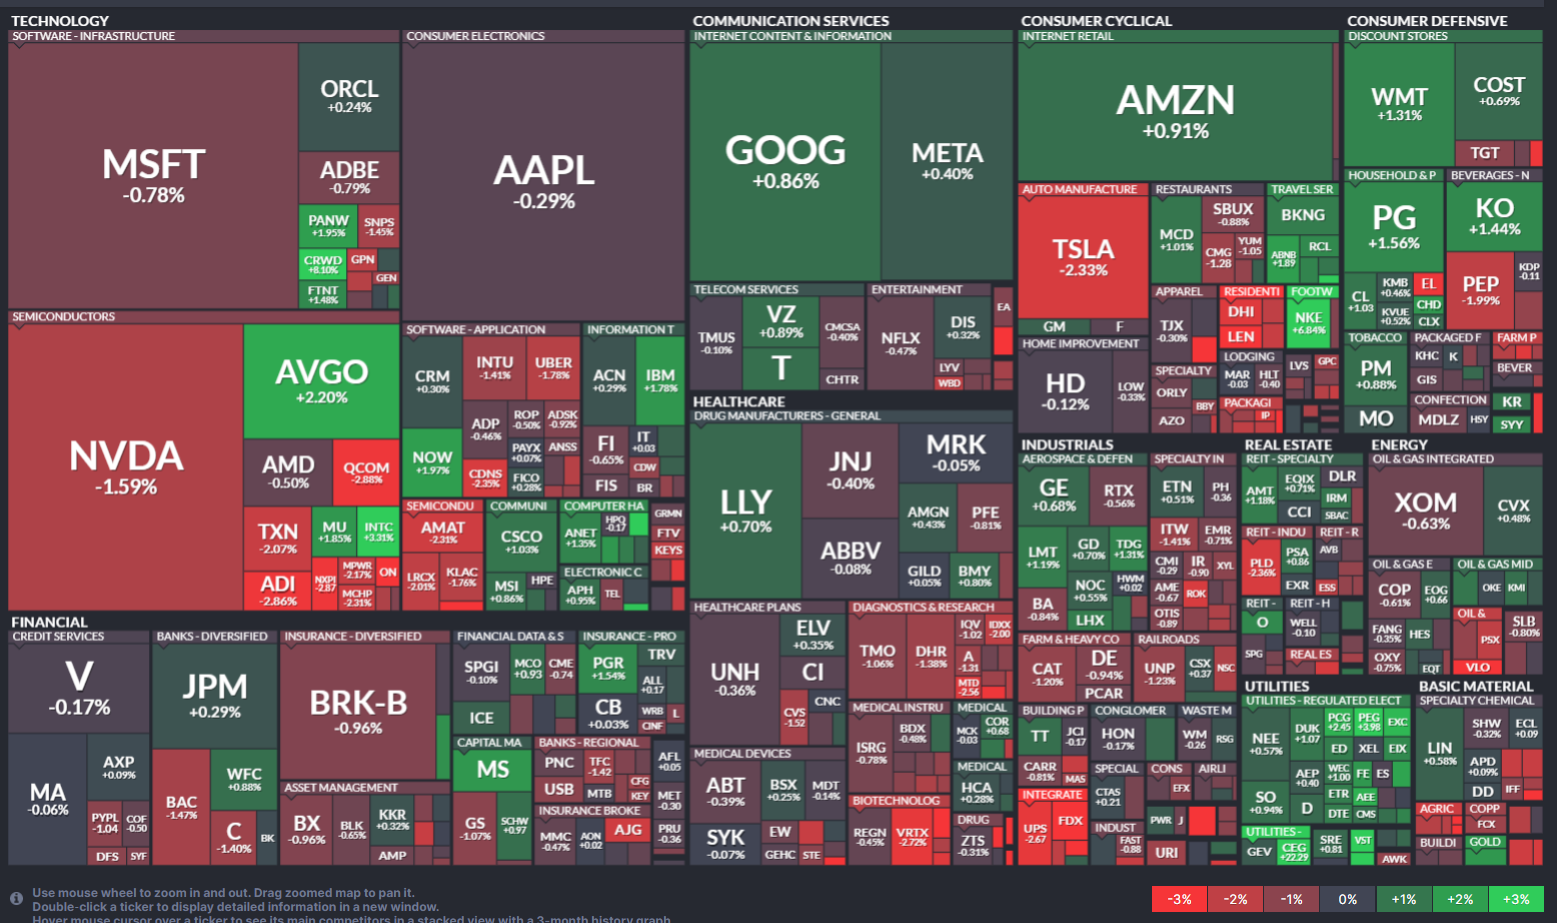 TECHNOLOGY
SOFTWARE - INFRASTRUCTURE
MSFT
-0.78%
ORCL
+0.24%
ADBE
-0.79%
PANW
+1.95%
SNPS
-1.45%
CRWD
+8.10%
GPN
GEN
FTNT
+1.48%
CONSUMER ELECTRONICS
AAPL
-0.29%
SEMICONDUCTORS
NVDA
-1.59%
AVGO
+2.20%
AMD
-0.50%
QCOM
-2.88%
TXN
-2.07%
MU
+1.85%
INTC
+3.31%
ADI
-2.86%
NXPI
-2.87
MPWR
-2.17%
ON
MCHP
-2.31%
SOFTWARE - APPLICATION
CRM
+0.30%
INTU
-1.41%
UBER
-1.78%
NOW
+1.97%
ADP
-0.46%
ROP
-0.50%
ADSK
-0.92%
PAYX
+0.07%
ANSS
CDNS
-2.35%
FICO
+0.28%
INFORMATION T
ACN
+0.29%
IBM
+1.78%
FI
-0.65%
IT
+0.03
CDW
FIS
BR
SEMICONDU
AMAT
-2.31%
LRCX
-2.01%
KLAC
-1.76%
COMMUNI
CSCO
+1.03%
MSI
+0.86%
HPE
COMPUTER HA
ANET
+1.35%
HPQ
-0.17
ELECTRONIC C
APH
+0.95%
TEL
GRMN
FTV
KEYS
COMMUNICATION SERVICES
INTERNET CONTENT & INFORMATION
GOOG
+0.86%
META
+0.40%
TELECOM SERVICES
TMUS
-0.10%
VZ
+0.89%
T
CMCSA
-0.40%
CHTR
ENTERTAINMENT
NFLX
-0.47%
DIS
+0.32%
LYV
WBD
EA
CONSUMER CYCLICAL
INTERNET RETAIL
AMZN
+0.91%
AUTO MANUFACTURE
TSLA
-2.33%
GM
F
RESTAURANTS
MCD
+1.01%
SBUX
-0.88%
CMG
-1.28
YUM
-1.05
TRAVEL SER
BKNG
ABNB
+1.89
RCL
HOME IMPROVEMENT
HD
-0.12%
LOW
-0.33%
APPAREL
TJX
-0.30%
RESIDENTI
DHI
LEN
FOOTW
NKE
+6.84%
SPECIALTY
ORLY
AZO
BBY
LODGING
MAR
-0.03
HLT
-0.40
LVS
GPC
PACKAGI
IP
CONSUMER DEFENSIVE
DISCOUNT STORES
WMT
+1.31%
COST
+0.69%
TGT
HOUSEHOLD & P
PG
+1.56%
CL
+1.03
KMB
+0.46%
EL
KVUE
+0.52%
CHD
CLX
BEVERAGES - N
KO
+1.44%
PEP
-1.99%
KDP
-0.11
TOBACCO
PM
+0.88%
MO
PACKAGED F
KHC
K
GIS
FARM P
BEVER
CONFECTION
MDLZ
HSY
KR
SYY
HEALTHCARE
DRUG MANUFACTURERS - GENERAL
LLY
+0.70%
JNJ
-0.40%
MRK
-0.05%
ABBV
-0.08%
AMGN
+0.43%
PFE
-0.81%
GILD
+0.05%
BMY
+0.80%
HEALTHCARE PLANS
UNH
-0.36%
ELV
+0.35%
CI
CVS
-1.52
CNC
DIAGNOSTICS & RESEARCH
TMO
-1.06%
DHR
-1.38%
IQV
-1.02
IDXX
-2.00
A
-1.31
MTD
-2.56
MEDICAL DEVICES
ABT
-0.39%
BSX
+0.25%
MDT
-0.14%
SYK
-0.07%
EW
GEHC
STE
MEDICAL INSTRU
ISRG
-0.78%
BDX
-0.48%
MEDICAL
MCK
-0.03
COR
+0.68
MEDICAL
HCA
+0.28%
BIOTECHNOLOG
REGN
-0.45%
VRTX
-2.72%
DRUG
ZTS
-0.31%
FINANCIAL
CREDIT SERVICES
V
-0.17%
MA
-0.06%
AXP
+0.09%
PYPL
-1.04
COF
-0.50
DFS
SYF
BANKS - DIVERSIFIED
JPM
+0.29%
BAC
-1.47%
WFC
+0.88%
C
-1.40%
BK
INSURANCE - DIVERSIFIED
BRK-B
-0.96%
ASSET MANAGEMENT
BX
-0.96%
BLK
-0.65%
KKR
+0.32%
AMP
FINANCIAL DATA & S
SPGI
-0.10%
MCO
+0.93
CME
-0.74
ICE
INSURANCE - PRO
PGR
+1.54%
TRV
ALL
+0.17
CB
+0.03%
WRB
L
CINF
CAPITAL MA
MS
GS
-1.07%
SCHW
+0.97
BANKS - REGIONAL
PNC
TFC
-1.42
USB
MTB
CFG
KEY
INSURANCE BROKE
MMC
-0.47%
AON
+0.02
AJG
AFL
+0.05
MET
-0.30
PRU
-0.36
INDUSTRIALS
AEROSPACE & DEFEN
GE
+0.68%
RTX
-0.56%
LMT
+1.19%
GD
+0.70%
TDG
+1.31%
NOC
+0.55%
HWM
+0.02
BA
-0.84%
LHX
SPECIALTY IN
ETN
+0.51%
PH
-0.36
ITW
-1.41%
EMR
-0.71%
CMI
-0.29
IR
-0.90
XYL
AME
-0.67
ROK
OTIS
-0.89
FARM & HEAVY CO
CAT
-1.20%
DE
-0.94%
PCAR
RAILROADS
UNP
-1.23%
CSX
+0.37
NSC
BUILDING P
TT
JCI
-0.17
CARR
-0.81%
MAS
CONGLOMER
HON
-0.17%
WASTE M
WM
-0.26
RSG
INTEGRATE
UPS
-2.67
FDX
SPECIAL
CTAS
+0.21
CONS
EFX
AIRLI
INDUST
FAST
-0.88
PWR
J
URI
REAL ESTATE
REIT - SPECIALTY
AMT
+1.18%
EQIX
+0.71%
DLR
CCI
IRM
SBAC
REIT - INDU
PLD
-2.36%
PSA
+0.86
EXR
REIT - R
AVB
ESS
REIT -
O
SPG
REIT - H
WELL
-0.10
REAL ES
ENERGY
OIL & GAS INTEGRATED
XOM
-0.63%
CVX
+0.48%
OIL & GAS E
COP
-0.61%
EOG
+0.66
FANG
-0.35%
HES
OXY
-0.75%
EQT
OIL & GAS MID
OKE
KMI
OIL &
PSX
VLO
SLB
-0.80%
UTILITIES
UTILITIES - REGULATED ELECT
NEE
+0.57%
DUK
+1.07
PCG
+2.45
PEG
+3.98
EXC
ED
XEL
EIX
SO
+0.94%
AEP
+0.40
WEC
+1.00
FE
ES
ETR
AEE
D
DTE
CMS
UTILITIES -
GEV
CEG
+22.29
SRE
+0.81
VST
AWK
BASIC MATERIAL
SPECIALTY CHEMICAL
LIN
+0.58%
SHW
-0.32%
ECL
+0.09
APD
+0.09%
DD
IFF
AGRIC
COPP
FCX
BUILDI
GOLD
Use mouse wheel to zoom in and out. Drag zoomed map to pan it.
Double-click a ticker to display detailed information in a new window.
Hover mouse cursor over a ticker to see its main competitors in a stacked view with a 3-month history graph.
-3% -2% -1% 0% +1% +2% +3%